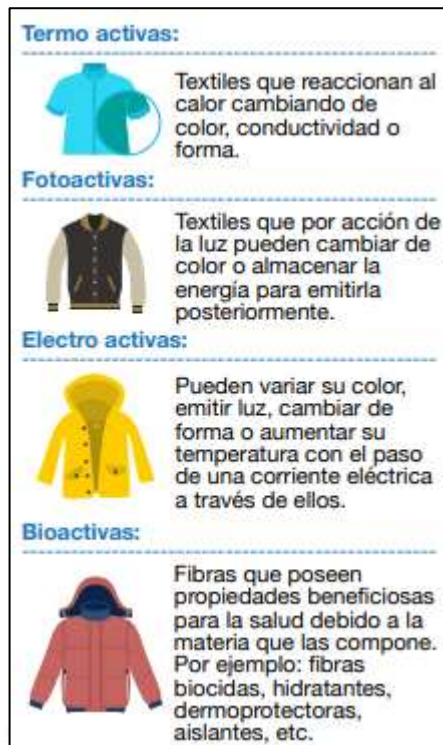 Termo activas:
Textiles que reaccionan al
calor cambiando de
color, conductividad o
forma.
Fotoactivas:
Textiles que por acción de
la luz pueden cambiar de
color o almacenar la
energía para emitirla
posteriormente.
Electro activas:
Pueden variar su color,
emitir luz, cambiar de
forma o aumentar su
temperatura con el paso
de una corriente eléctrica
a través de ellos.
Bioactivas:
Fibras que poseen
propiedades beneficiosas
para la salud debido a la
materia que las compone.
Por ejemplo: fibras
biocidas, hidratantes,
dermoprotectoras,
aislantes, etc.